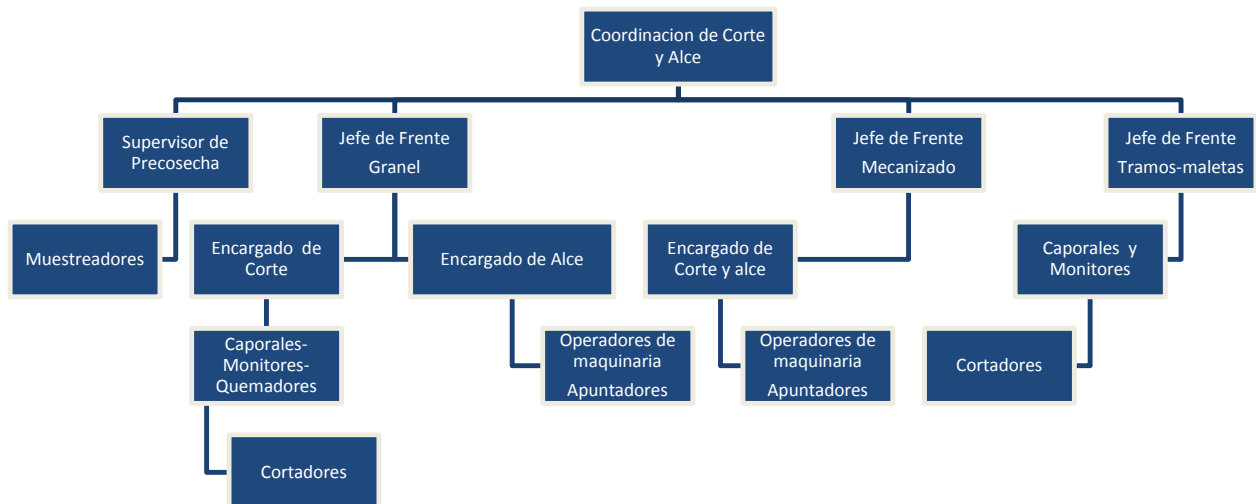 Coordinacion de Corte
y Alce
Supervisor de
Precosecha
Jefe de Frente
Granel
Jefe de Frente
Mecanizado
Jefe de Frente
Tramos-maletas
Muestreadores
Encargado de
Corte
Encargado de Alce
Encargado de
Corte y alce
Caporales y
Monitores
Caporales-
Monitores-
Quemadores
Operadores de
maquinaria
Apuntadores
Operadores de
maquinaria
Apuntadores
Cortadores
Cortadores